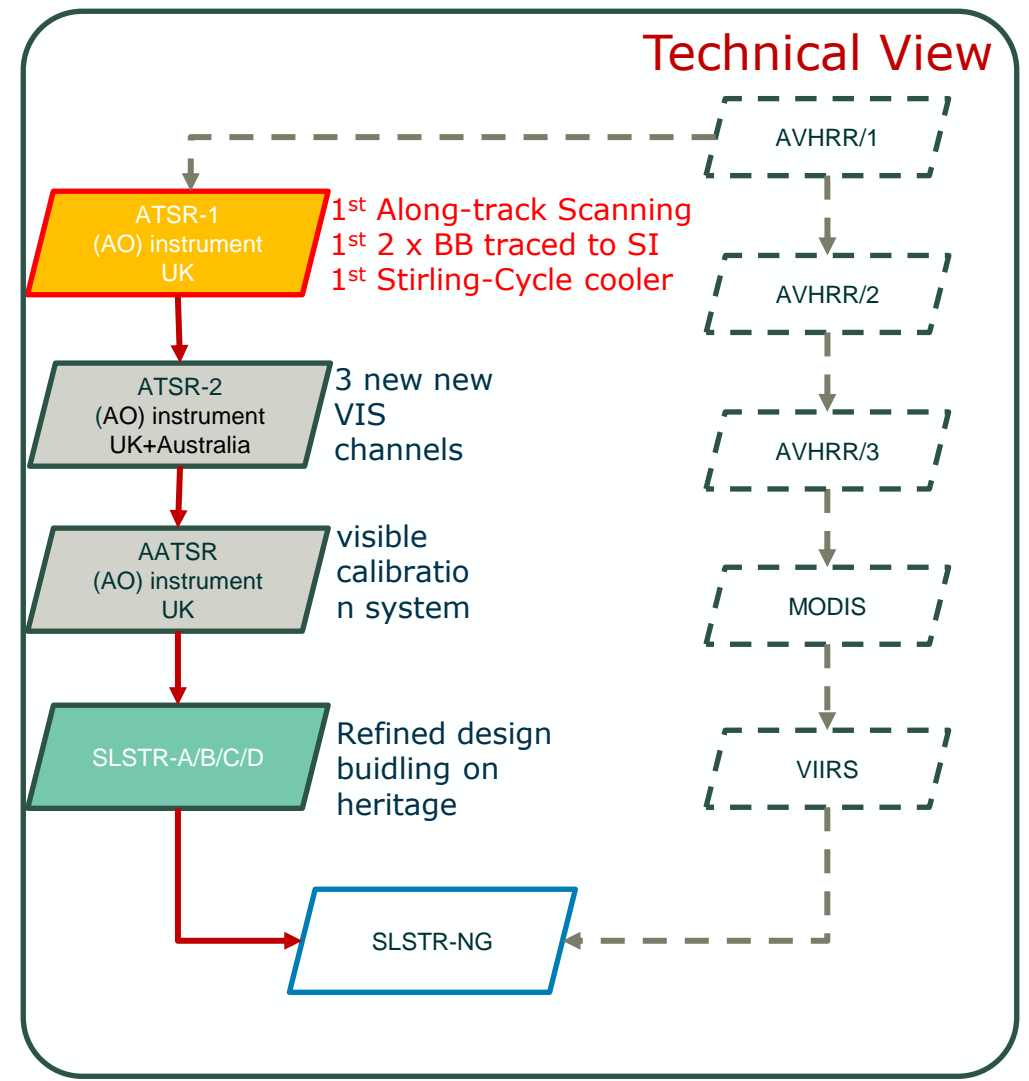 Technical View
AVHRR/1
ATSR-1
(AO) instrument
UK
1st Along-track Scanning
1st 2 x BB traced to SI
1st Stirling-Cycle cooler
AVHRR/2
ATSR-2
(AO) instrument
UK+Australia
3 new new
VIS
channels
AVHRR/3
AATSR
(AO) instrument
UK
visible
calibratio
n system
MODIS
SLSTR-A/B/C/D
Refined design
buidling on
heritage
VIIRS
SLSTR-NG